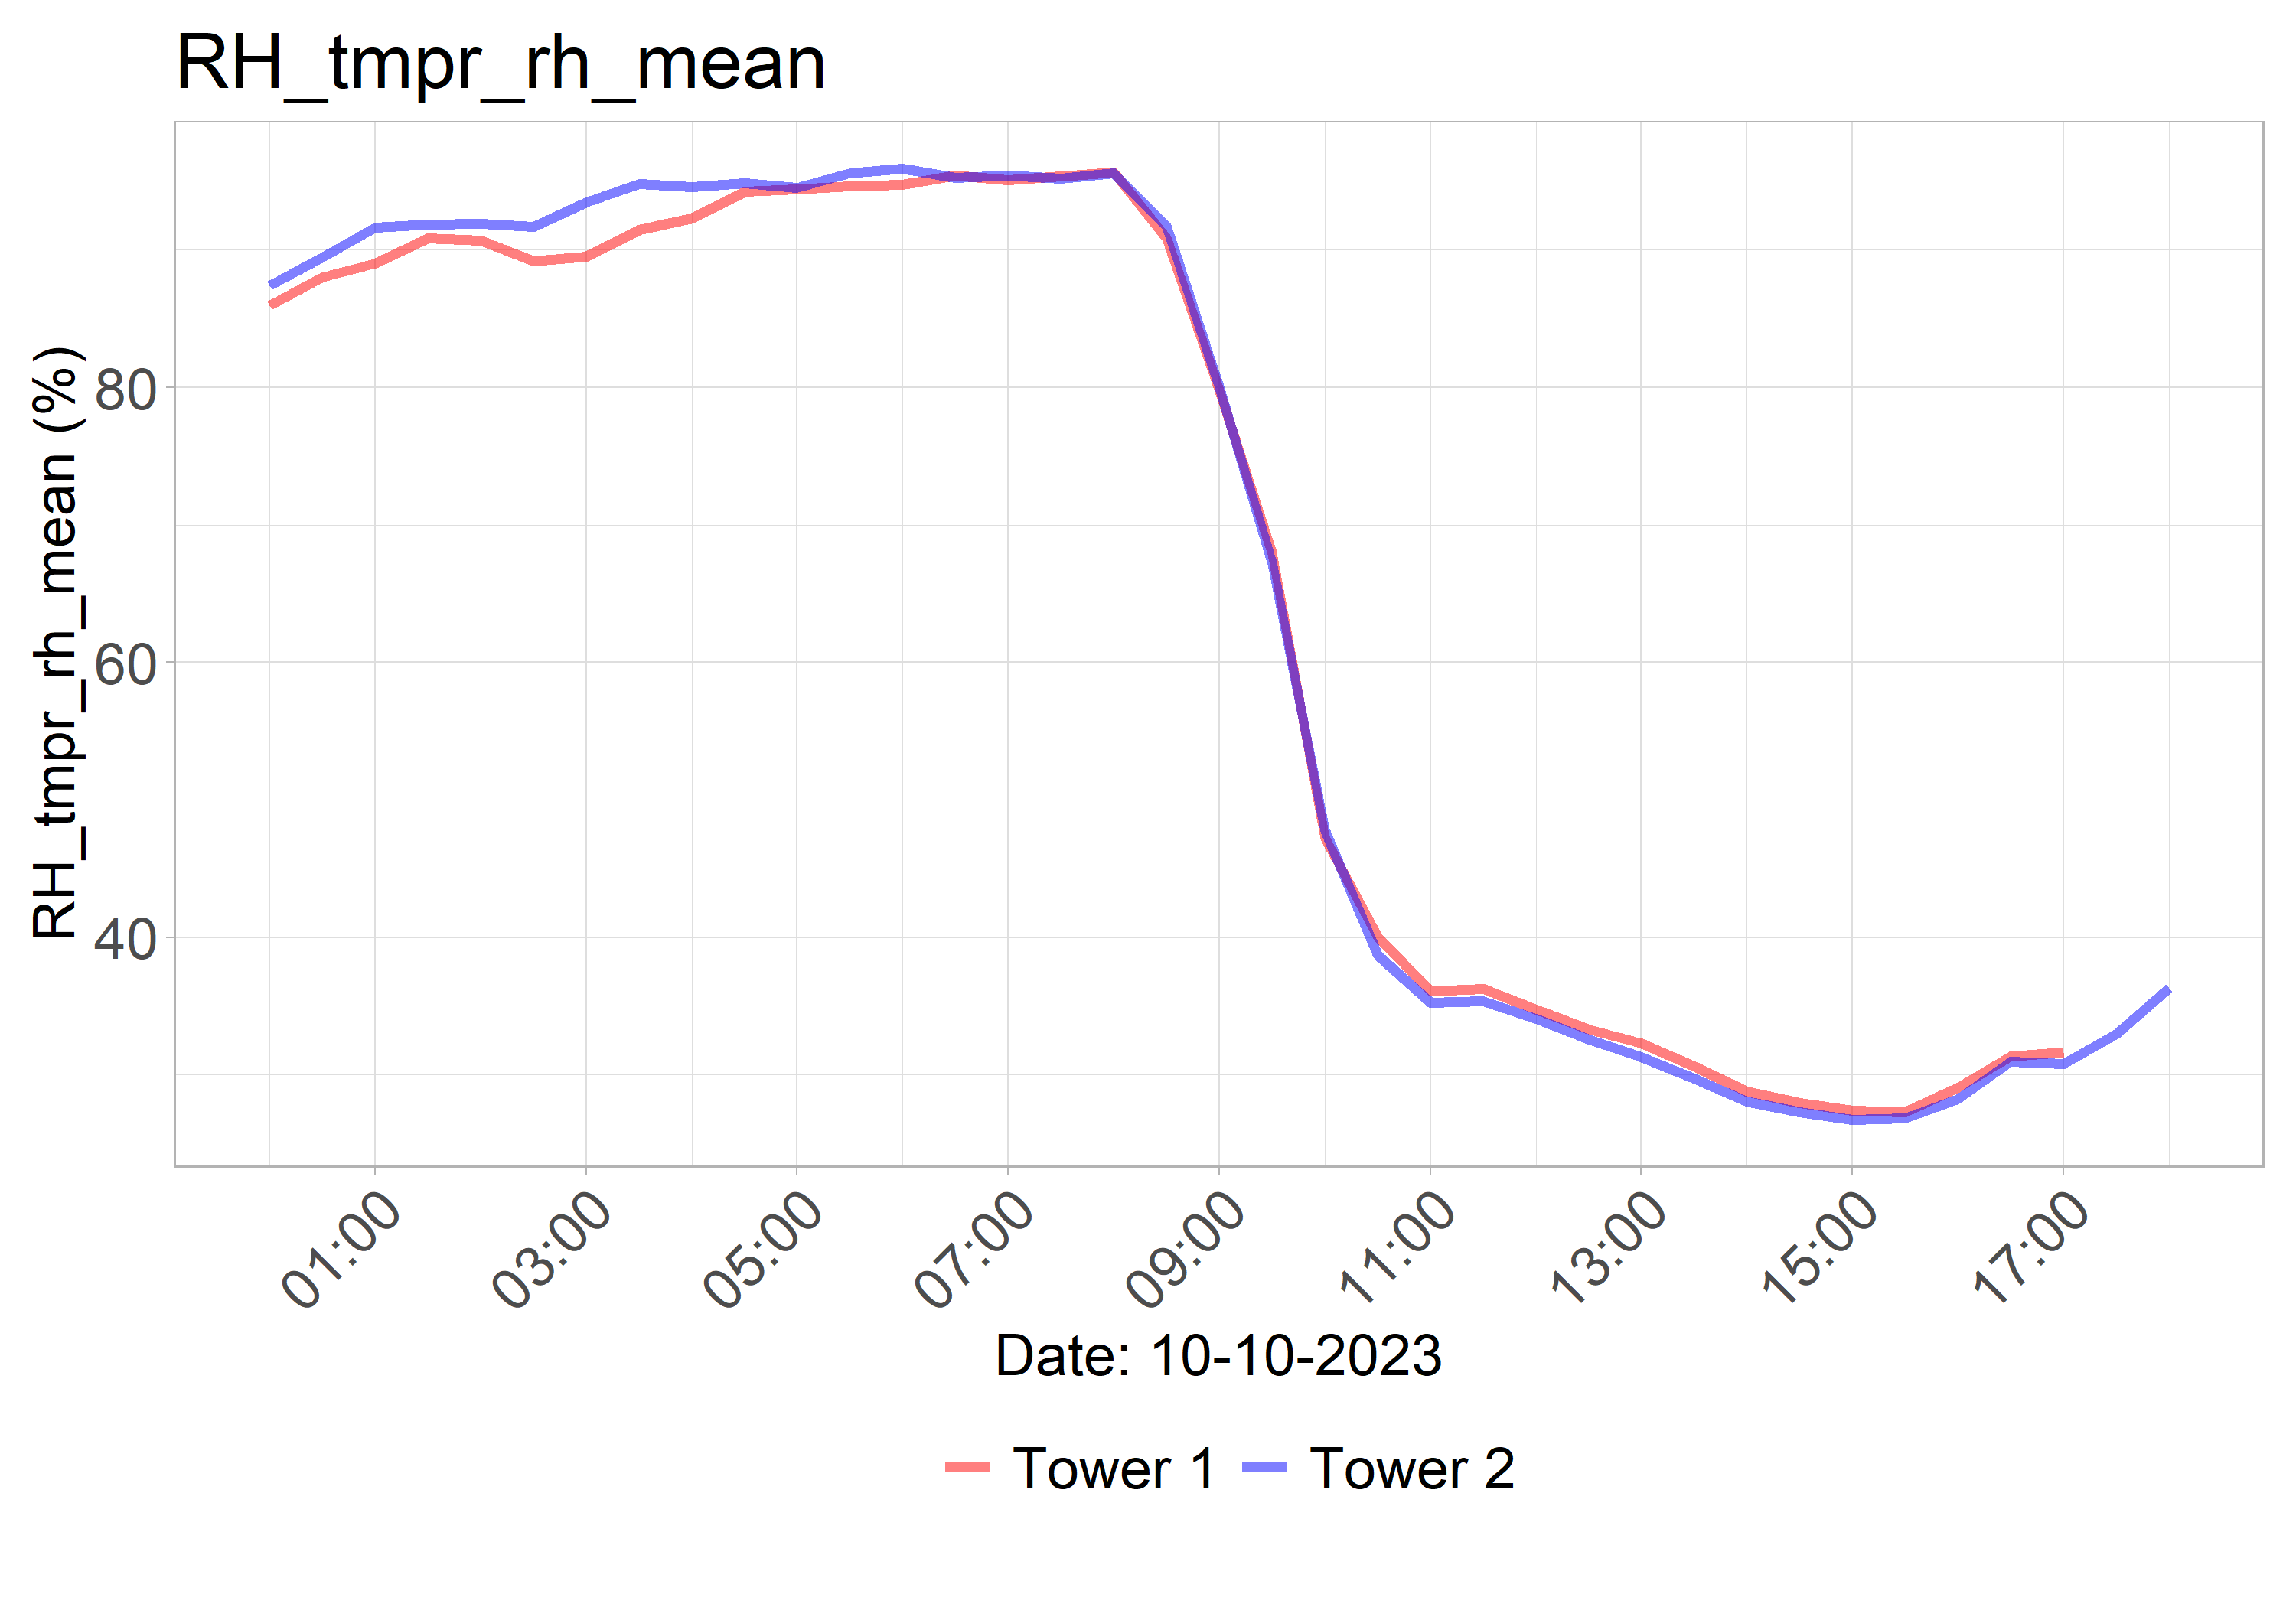 RH_tmpr_rh_mean
RH_tmpr_rh_mean (%)
80
60
40
01:00 03:00 05:00 07:00 09:00 11:00 13:00 15:00 17:00
Date: 10-10-2023
Tower 1 Tower 2